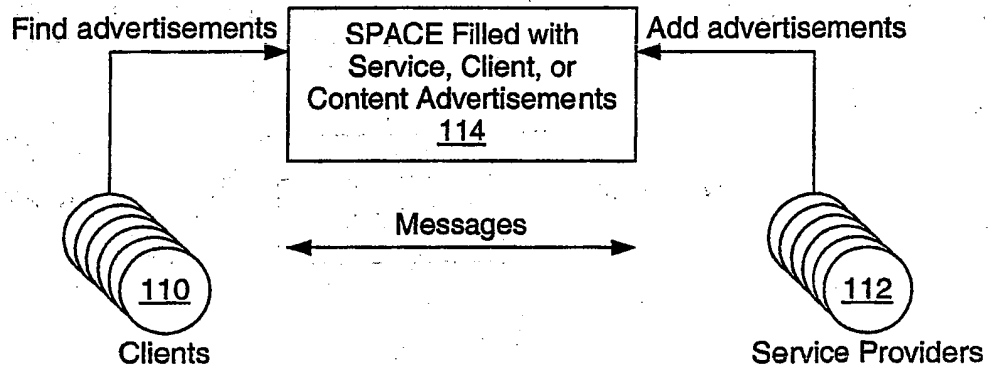 Find advertisements
SPACE Filled with
Service, Client, or
Content Advertisements
114
Add advertisements
Messages
110
Clients
112
Service Providers